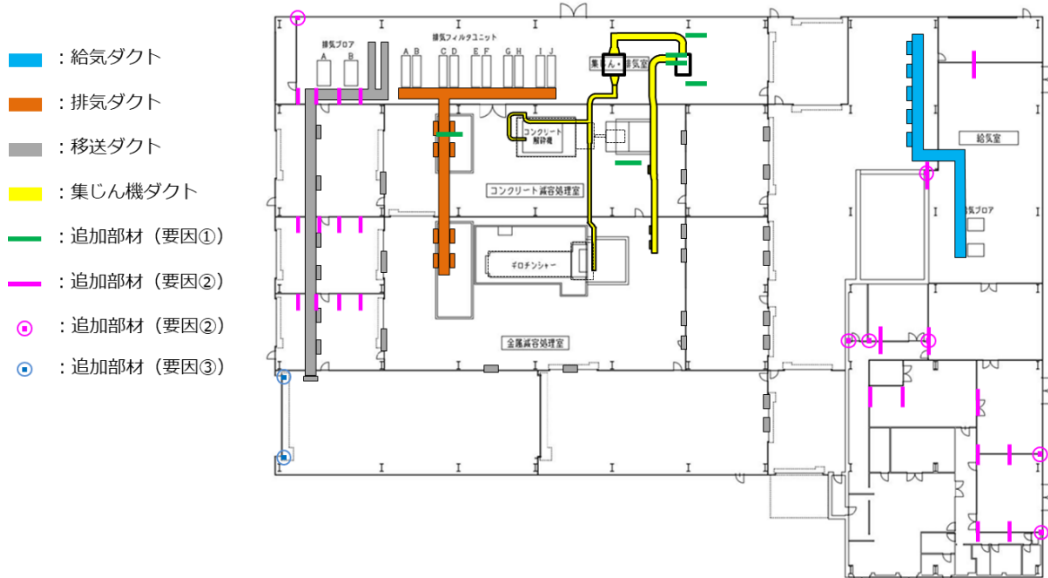 ：給気ダクト
：排気ダクト
：移送ダクト
：集じん機ダクト
：追加部材（要因①）
：追加部材（要因②）
：追加部材（要因②）
：追加部材（要因③）
排気ブロア
A B
排気フィルタユニット
A B C D E F G H I J
集じん・排気室
コンクリート
解砕機
コンクリート減容処理室
ギロチンシャー
金属減容処理室
給気室
給気ブロア